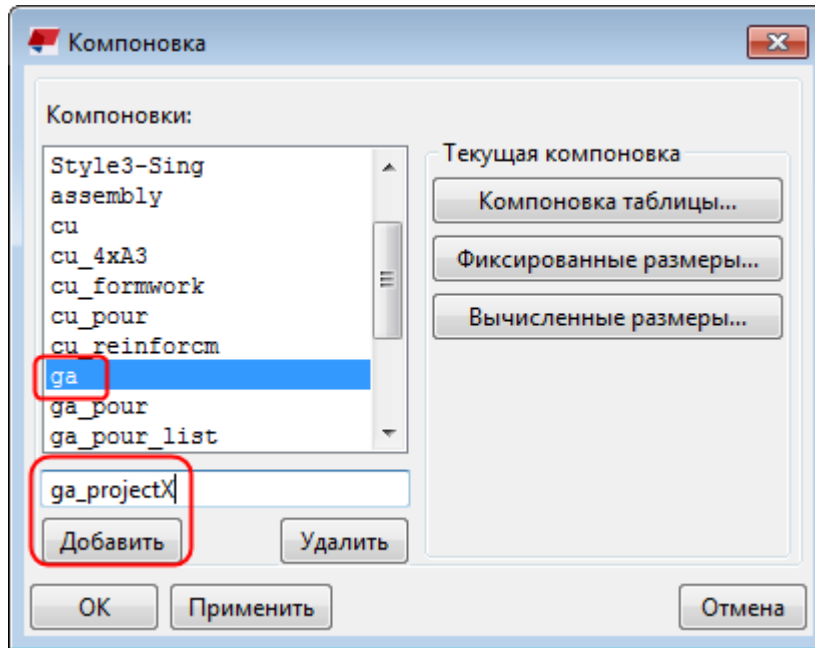 Компоновка
Компоновки:
Style3-Sing
assembly
cu
cu_4xA3
cu_formwork
cu_pour
cu_reinforcm
ga
ga_pour
ga_pour_list
ga_projectX
Добавить
Удалить
Текущая компоновка
Компоновка таблицы...
Фиксированные размеры...
Вычисленные размеры...
ОК
Применить
Отмена